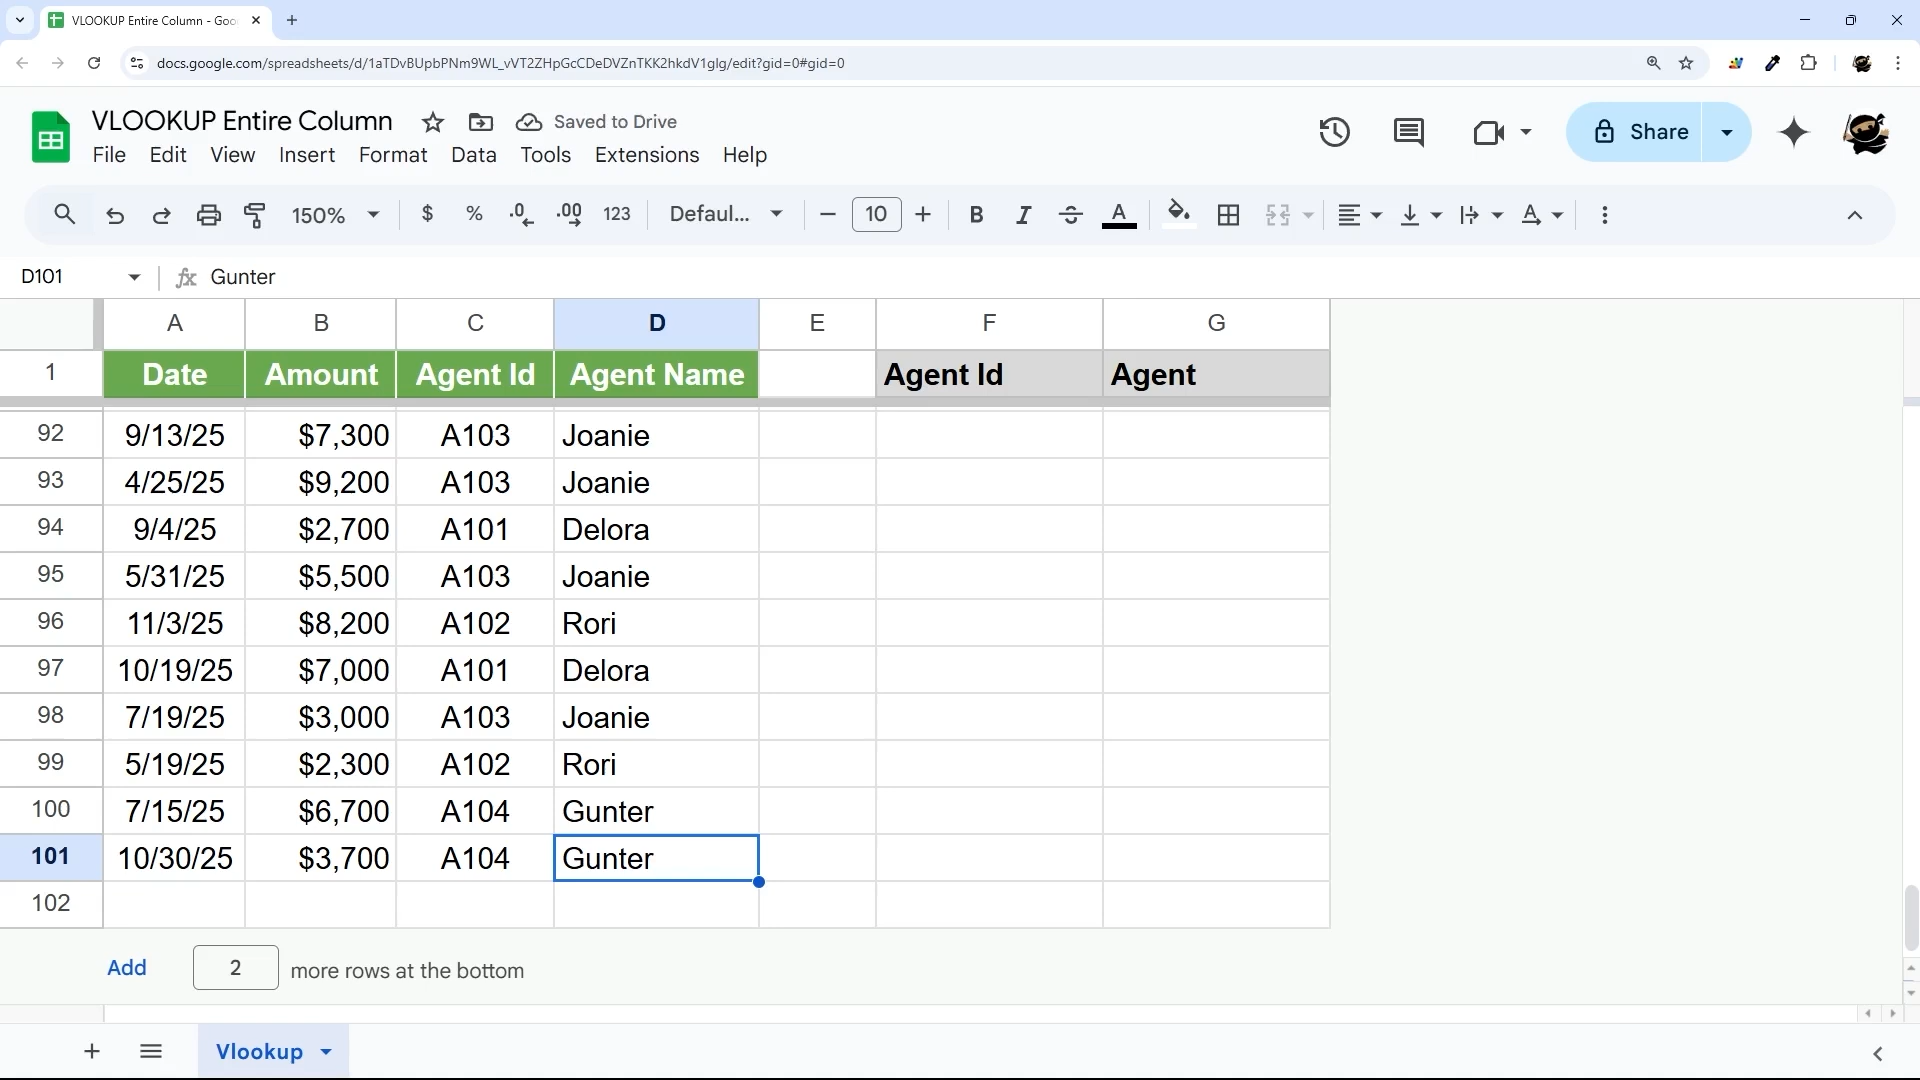 VLOOKUP Entire Column - Goo
docs.google.com/spreadsheets/d/1aTDvBUpbPNm9WL_vVT2ZHpGcCDeDVZnTKK2hkdV1glg/edit?gid=0#gid=0
VLOOKUP Entire Column Saved to Drive
File Edit View Insert Format Data Tools Extensions Help
Share
150% $ % .0 .00 123 Defaul... 10 B I S A A
D101 fx Gunter
A B C D E F G
1 Date Amount Agent Id Agent Name Agent Id Agent
92 9/13/25 $7,300 A103 Joanie
93 4/25/25 $9,200 A103 Joanie
94 9/4/25 $2,700 A101 Delora
95 5/31/25 $5,500 A103 Joanie
96 11/3/25 $8,200 A102 Rori
97 10/19/25 $7,000 A101 Delora
98 7/19/25 $3,000 A103 Joanie
99 5/19/25 $2,300 A102 Rori
100 7/15/25 $6,700 A104 Gunter
101 10/30/25 $3,700 A104 Gunter
102
Add 2 more rows at the bottom
Vlookup